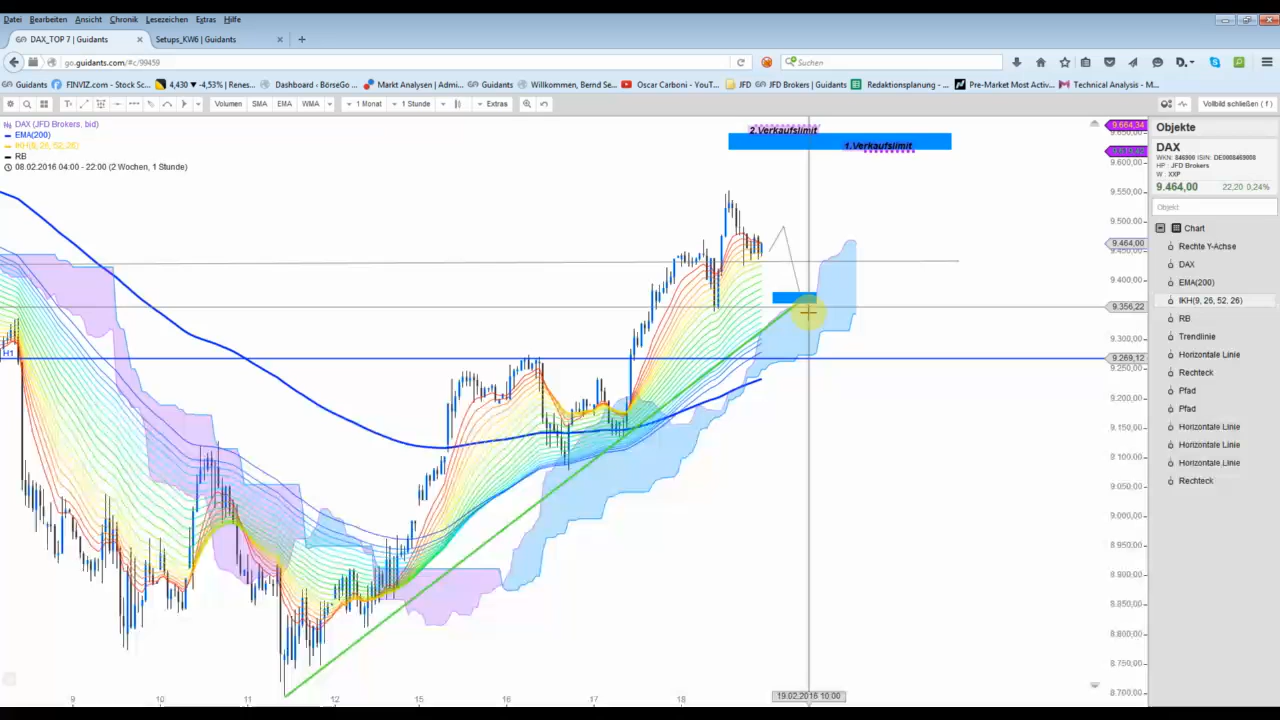 Datei Bearbeiten Ansicht Chronik Lesezeichen Extras Hilfe
DAX_TOP 7 | Guidants × Setups_KW6 | Guidants × +
go.guidants.com/#c/99459 Suchen
Guidants FINVIZ.com - Stock Sc... 4,430 ▾ -4,53% | Renes... Dashboard ‹ BörseGo ... Markt Analysen | Admi... Guidants Willkommen, Bernd Se... Oscar Carboni - YouT... JFD JFD Brokers | Guidants Redaktionsplanung - ... Pre-Market Most Activ... Technical Analysis - M...
Volumen SMA EMA WMA 1 Monat 1 Stunde Extras Vollbild schließen ( f )
DAX (JFD Brokers, bid)
EMA(200)
IKH(9, 26, 52, 26)
RB
08.02.2016 04:00 - 22:00 (2 Wochen, 1 Stunde)
2.Verkaufslimit
1.Verkaufslimit
H1
9.664,34
9.600,00
9.550,00
9.500,00
9.464,00
9.400,00
9.356,22
9.300,00
9.269,12
9.250,00
9.200,00
9.150,00
9.100,00
9.050,00
9.000,00
8.950,00
8.900,00
8.850,00
8.800,00
8.750,00
8.700,00
9 10 11 12 15 16 17 18 19.02.2016 10:00
Objekte
DAX
WKN: 846900 ISIN: DE0008469008
HP : JFD Brokers
W : XXP
9.464,00 22,20 0,24%
Objekt
Chart
Rechte Y-Achse
DAX
EMA(200)
IKH(9, 26, 52, 26)
RB
Trendlinie
Horizontale Linie
Rechteck
Pfad
Pfad
Horizontale Linie
Horizontale Linie
Horizontale Linie
Rechteck